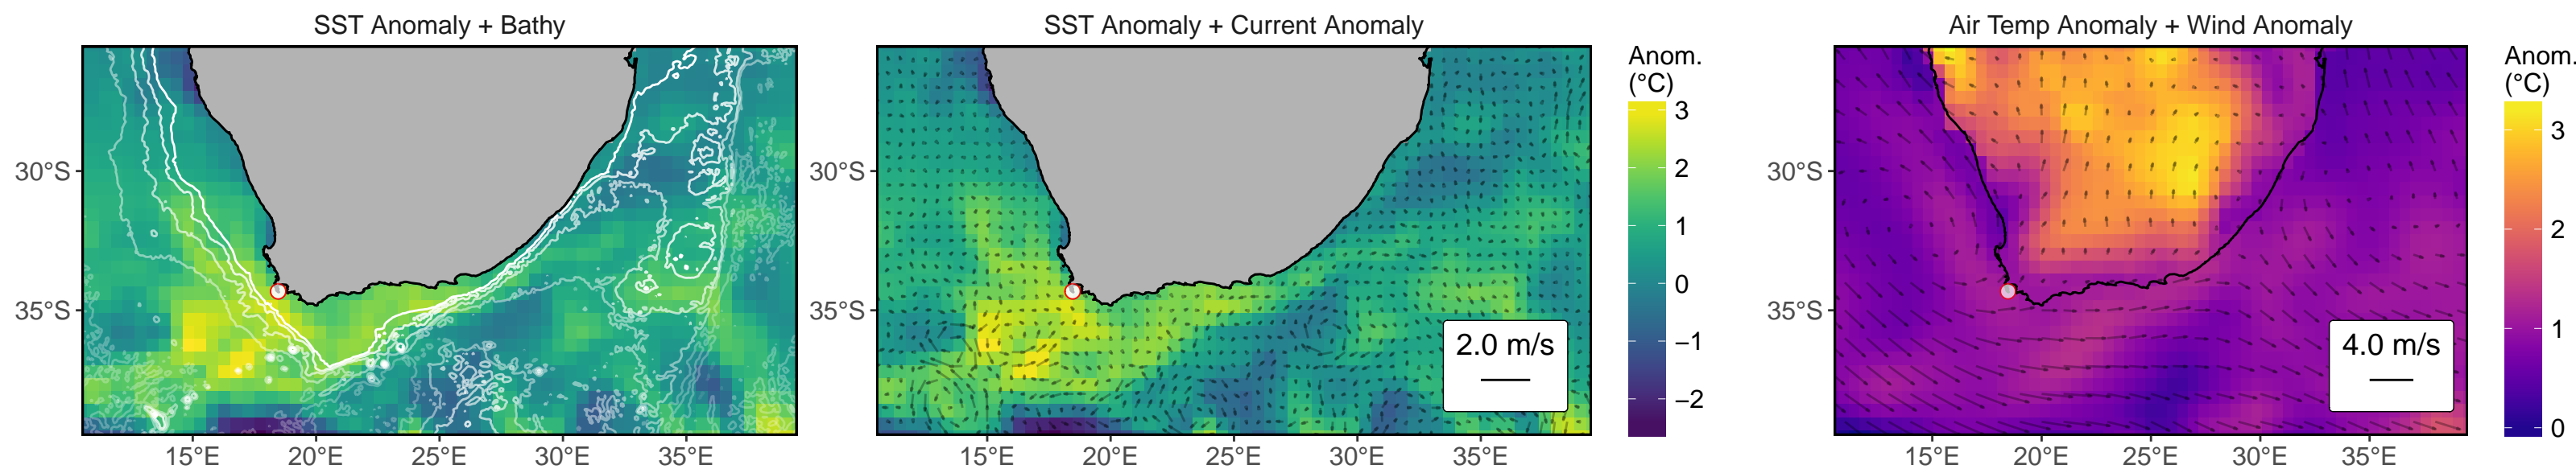 SST Anomaly + Bathy
30°S
35°S
15°E
20°E
25°E
30°E
35°E
SST Anomaly + Current Anomaly
30°S
35°S
2.0 m/s
15°E
20°E
25°E
30°E
35°E
Anom.
(°C)
3
2
1
0
−1
−2
Air Temp Anomaly + Wind Anomaly
30°S
35°S
4.0 m/s
15°E
20°E
25°E
30°E
35°E
Anom.
(°C)
3
2
1
0